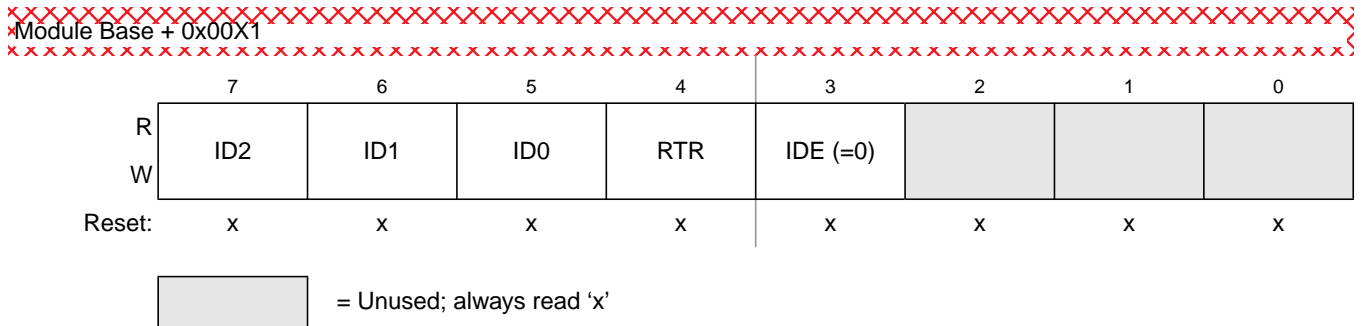 Module Base + 0x00X1
7 6 5 4 3 2 1 0
R
W
ID2 ID1 ID0 RTR IDE (=0)
Reset: x x x x x x x x
= Unused; always read ‘x’